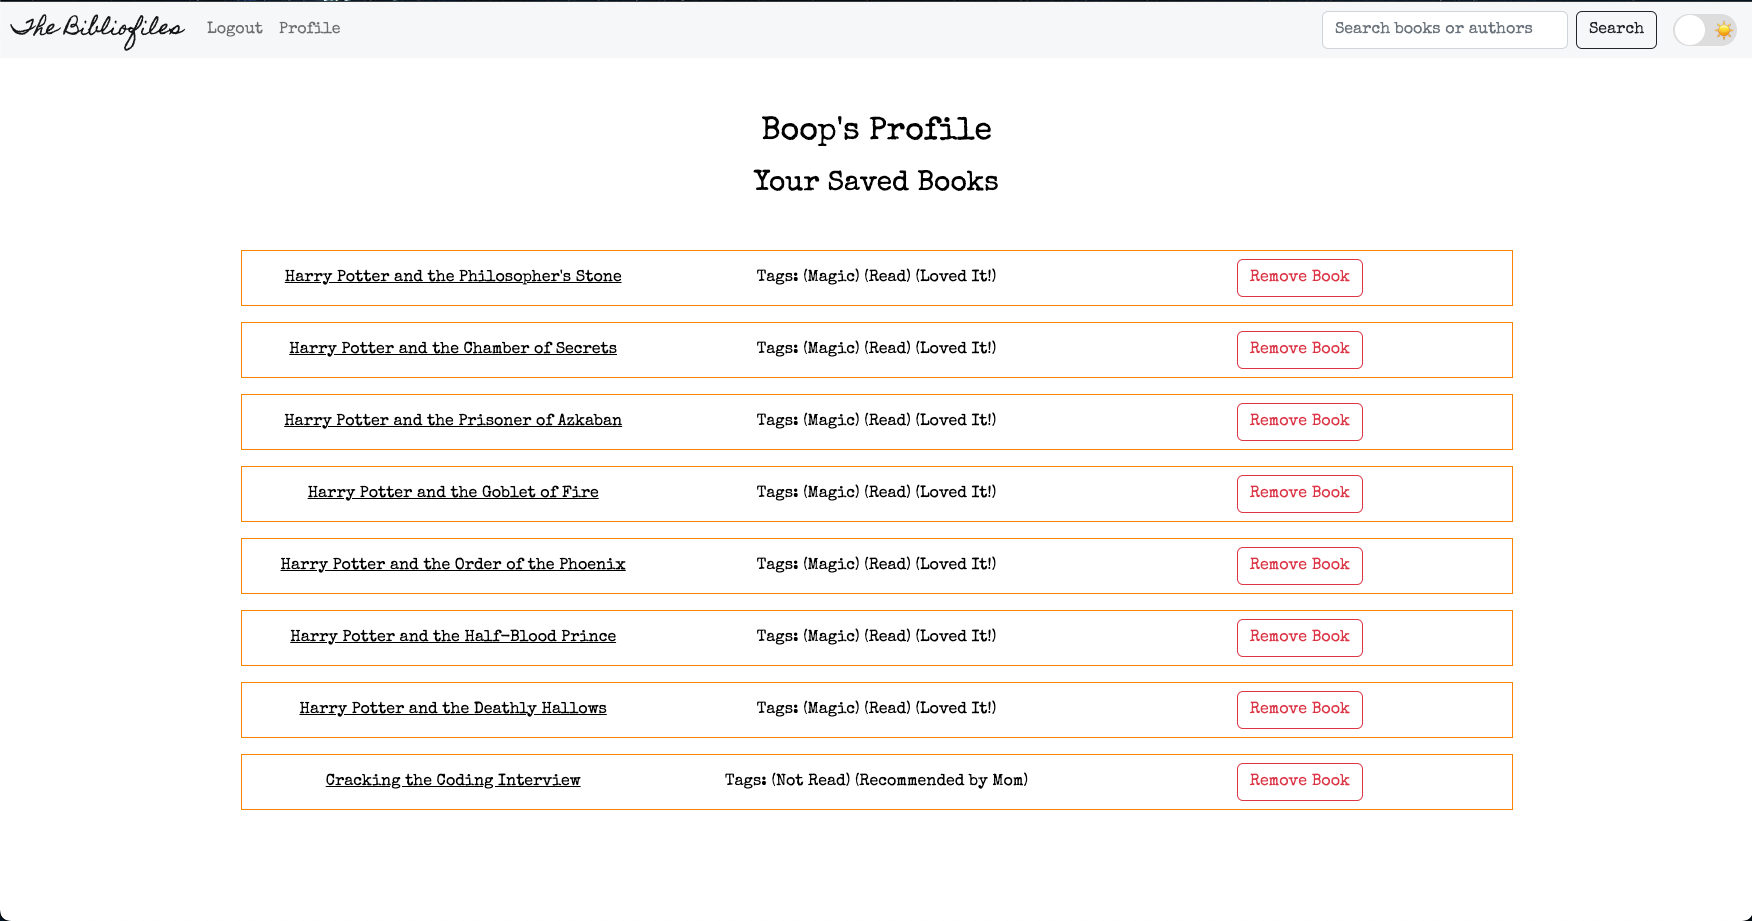 The Bibliofiles Logout Profile Search books or authors Search
Boop's Profile
Your Saved Books
Harry Potter and the Philosopher's Stone Tags: (Magic) (Read) (Loved It!) Remove Book
Harry Potter and the Chamber of Secrets Tags: (Magic) (Read) (Loved It!) Remove Book
Harry Potter and the Prisoner of Azkaban Tags: (Magic) (Read) (Loved It!) Remove Book
Harry Potter and the Goblet of Fire Tags: (Magic) (Read) (Loved It!) Remove Book
Harry Potter and the Order of the Phoenix Tags: (Magic) (Read) (Loved It!) Remove Book
Harry Potter and the Half-Blood Prince Tags: (Magic) (Read) (Loved It!) Remove Book
Harry Potter and the Deathly Hallows Tags: (Magic) (Read) (Loved It!) Remove Book
Cracking the Coding Interview Tags: (Not Read) (Recommended by Mom) Remove Book